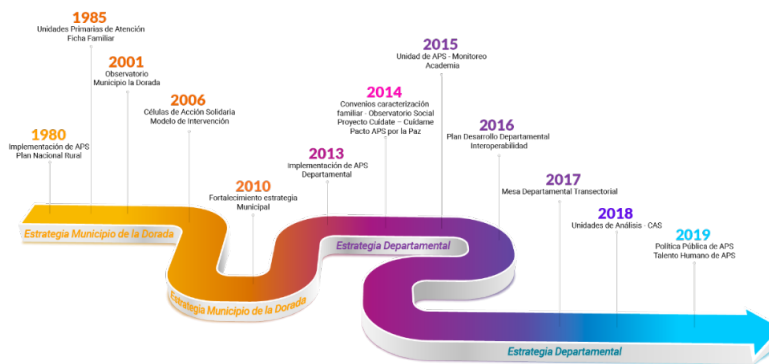 1980
Implementación de APS
Plan Nacional Rural
1985
Unidades Primarias de Atención
Ficha Familiar
2001
Observatorio
Municipio la Dorada
2006
Células de Acción Solidaria
Modelo de Intervención
2010
Fortalecimiento estrategia
Municipal
2013
Implementación de APS
Departamental
2014
Convenios caracterización
familiar - Observatorio Social
Proyecto Cuídate – Cuídarme
Pacto APS por la Paz
2015
Unidad de APS - Monitoreo
Academia
2016
Plan Desarrollo Departamental
Interoperabilidad
2017
Mesa Departamental Transectorial
2018
Unidades de Análisis - CAS
2019
Política Pública de APS
Talento Humano de APS
Estrategia Municipio de la Dorada
Estrategia Municipio de la Dorada
Estrategia Departamental
Estrategia Departamental